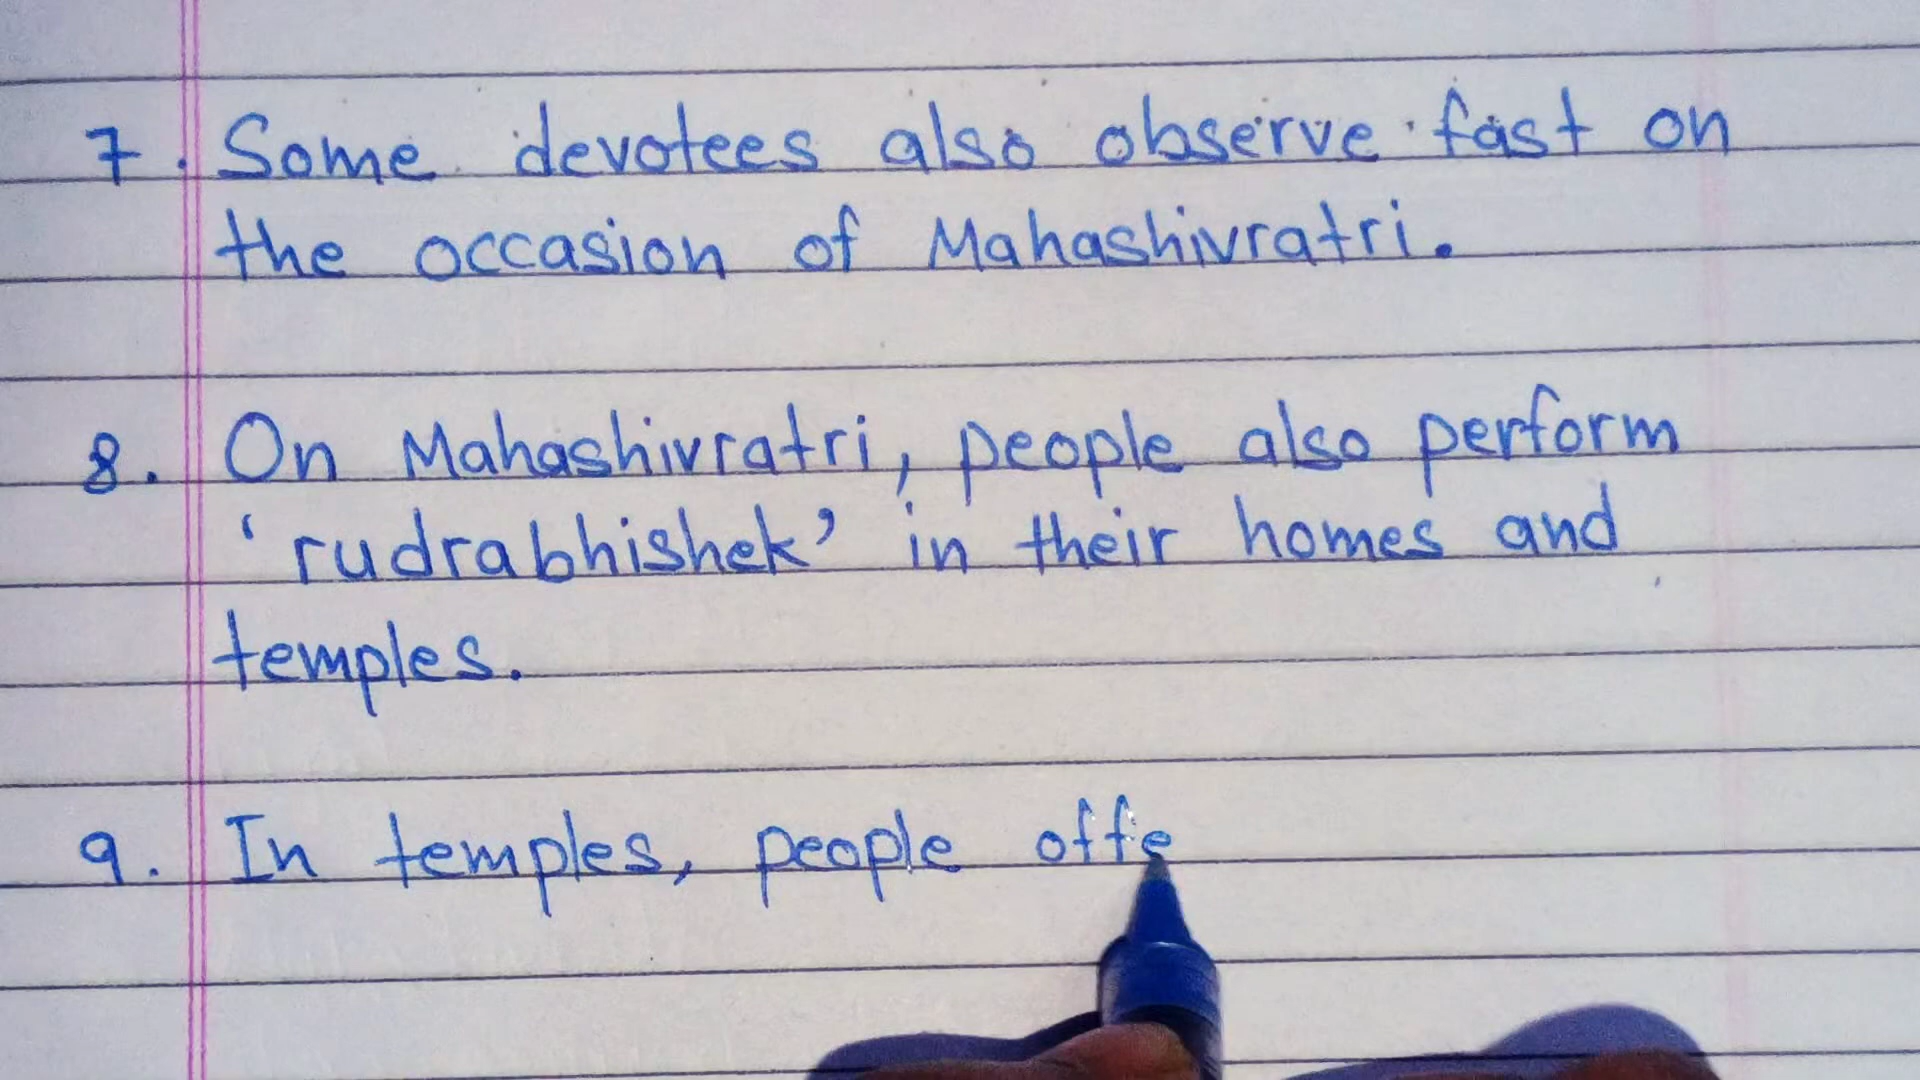 7. Some devotees also observe fast on
the occasion of Mahashivratri.
8. On Mahashivratri, people also perform
'rudrabhishek' in their homes and
temples.
9. In temples, people offe